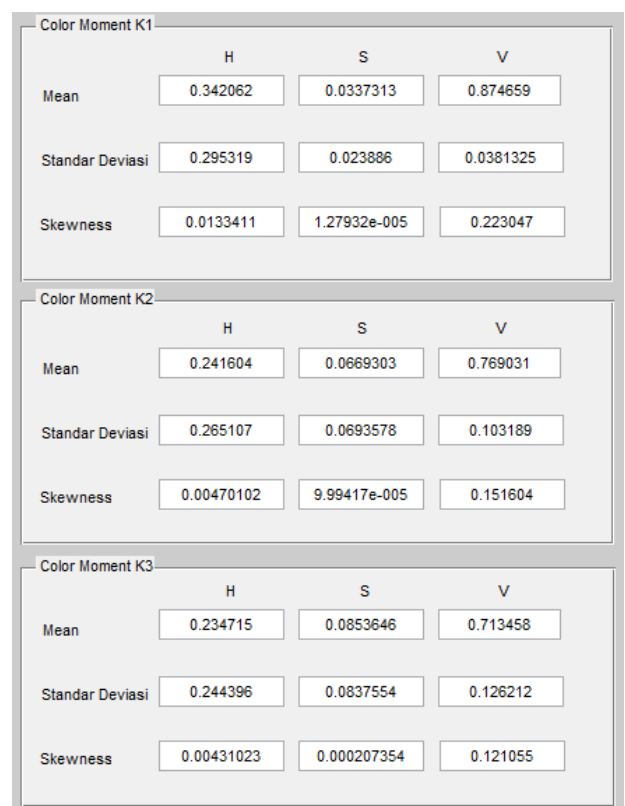 Color Moment K1
H S V
Mean 0.342062 0.0337313 0.874659
Standar Deviasi 0.295319 0.023886 0.0381325
Skewness 0.0133411 1.27932e-005 0.223047
Color Moment K2
H S V
Mean 0.241604 0.0669303 0.769031
Standar Deviasi 0.265107 0.0693578 0.103189
Skewness 0.00470102 9.99417e-005 0.151604
Color Moment K3
H S V
Mean 0.234715 0.0853646 0.713458
Standar Deviasi 0.244396 0.0837554 0.126212
Skewness 0.00431023 0.000207354 0.121055